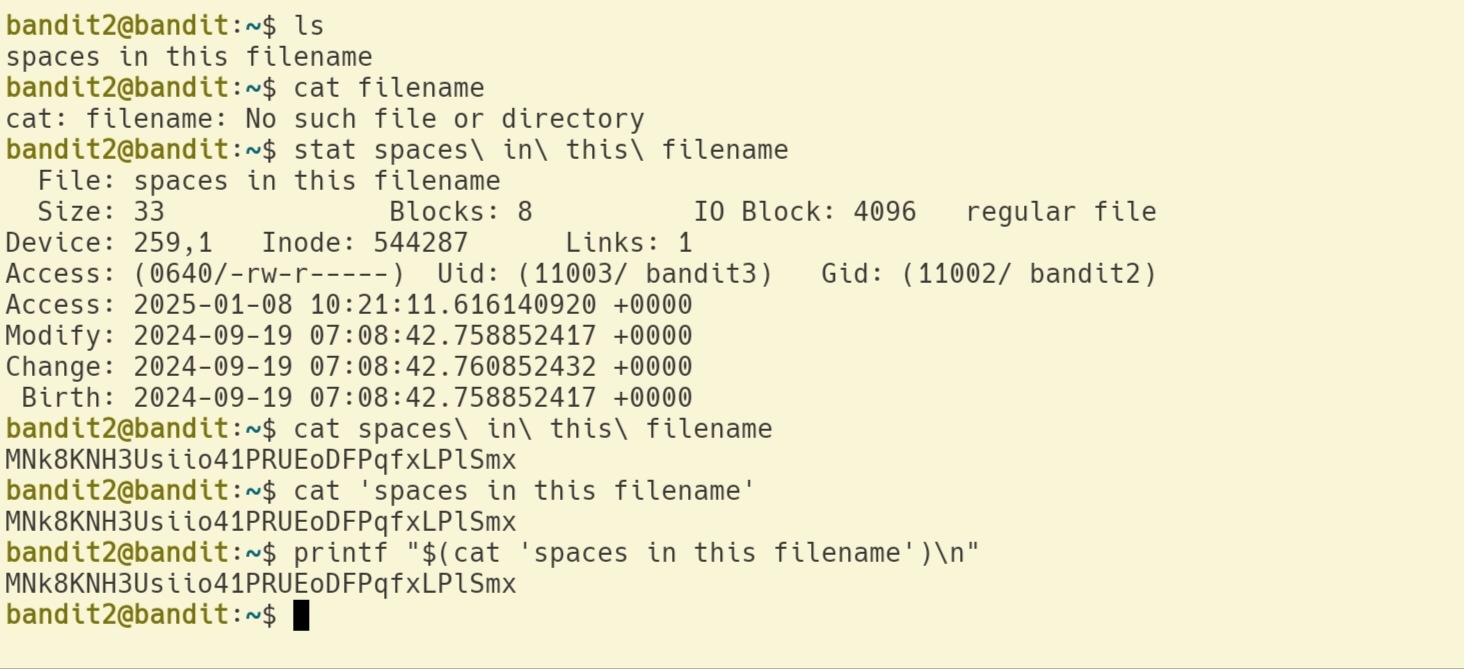 bandit2@bandit:~$ ls
spaces in this filename
bandit2@bandit:~$ cat filename
cat: filename: No such file or directory
bandit2@bandit:~$ stat spaces\ in\ this\ filename
  File: spaces in this filename
  Size: 33              Blocks: 8          IO Block: 4096   regular file
Device: 259,1   Inode: 544287      Links: 1
Access: (0640/-rw-r-----)  Uid: (11003/ bandit3)   Gid: (11002/ bandit2)
Access: 2025-01-08 10:21:11.616140920 +0000
Modify: 2024-09-19 07:08:42.758852417 +0000
Change: 2024-09-19 07:08:42.760852432 +0000
 Birth: 2024-09-19 07:08:42.758852417 +0000
bandit2@bandit:~$ cat spaces\ in\ this\ filename
MNk8KNH3Usiio41PRUEoDFPqfxLPlSmx
bandit2@bandit:~$ cat 'spaces in this filename'
MNk8KNH3Usiio41PRUEoDFPqfxLPlSmx
bandit2@bandit:~$ printf "$(cat 'spaces in this filename')\n"
MNk8KNH3Usiio41PRUEoDFPqfxLPlSmx
bandit2@bandit:~$